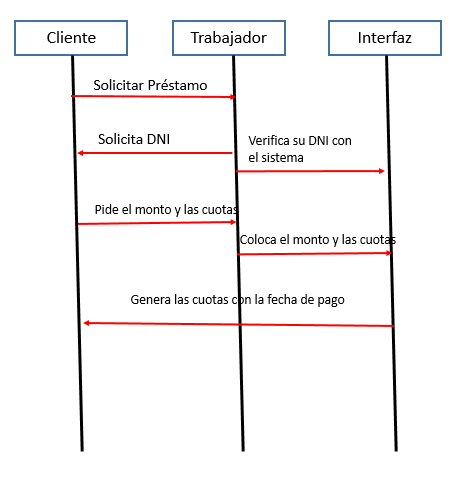 Cliente
Trabajador
Interfaz
Solicitar Préstamo
Solicita DNI
Verifica su DNI con
el sistema
Pide el monto y las cuotas
Coloca el monto y las cuotas
Genera las cuotas con la fecha de pago